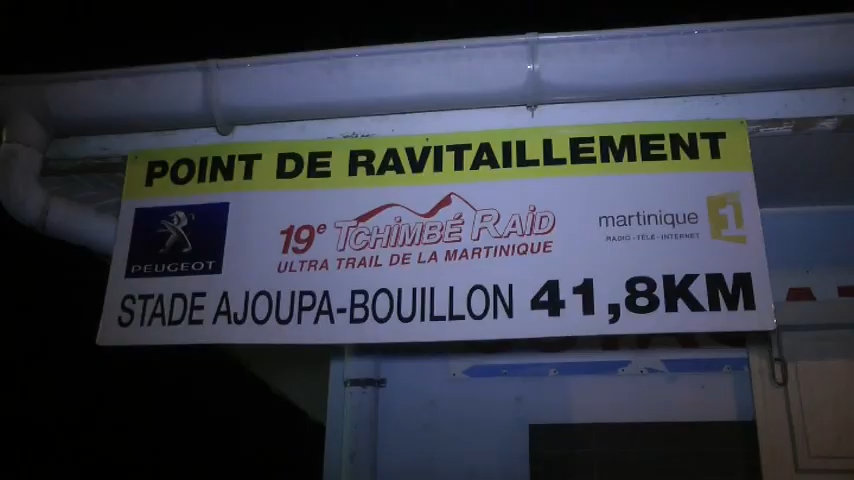 POINT DE RAVITAILLEMENT
PEUGEOT
19e TCHIMBÉ RAID
ULTRA TRAIL DE LA MARTINIQUE
martinique 1
RADIO - TÉLÉ - INTERNET
STADE AJOUPA-BOUILLON 41,8KM